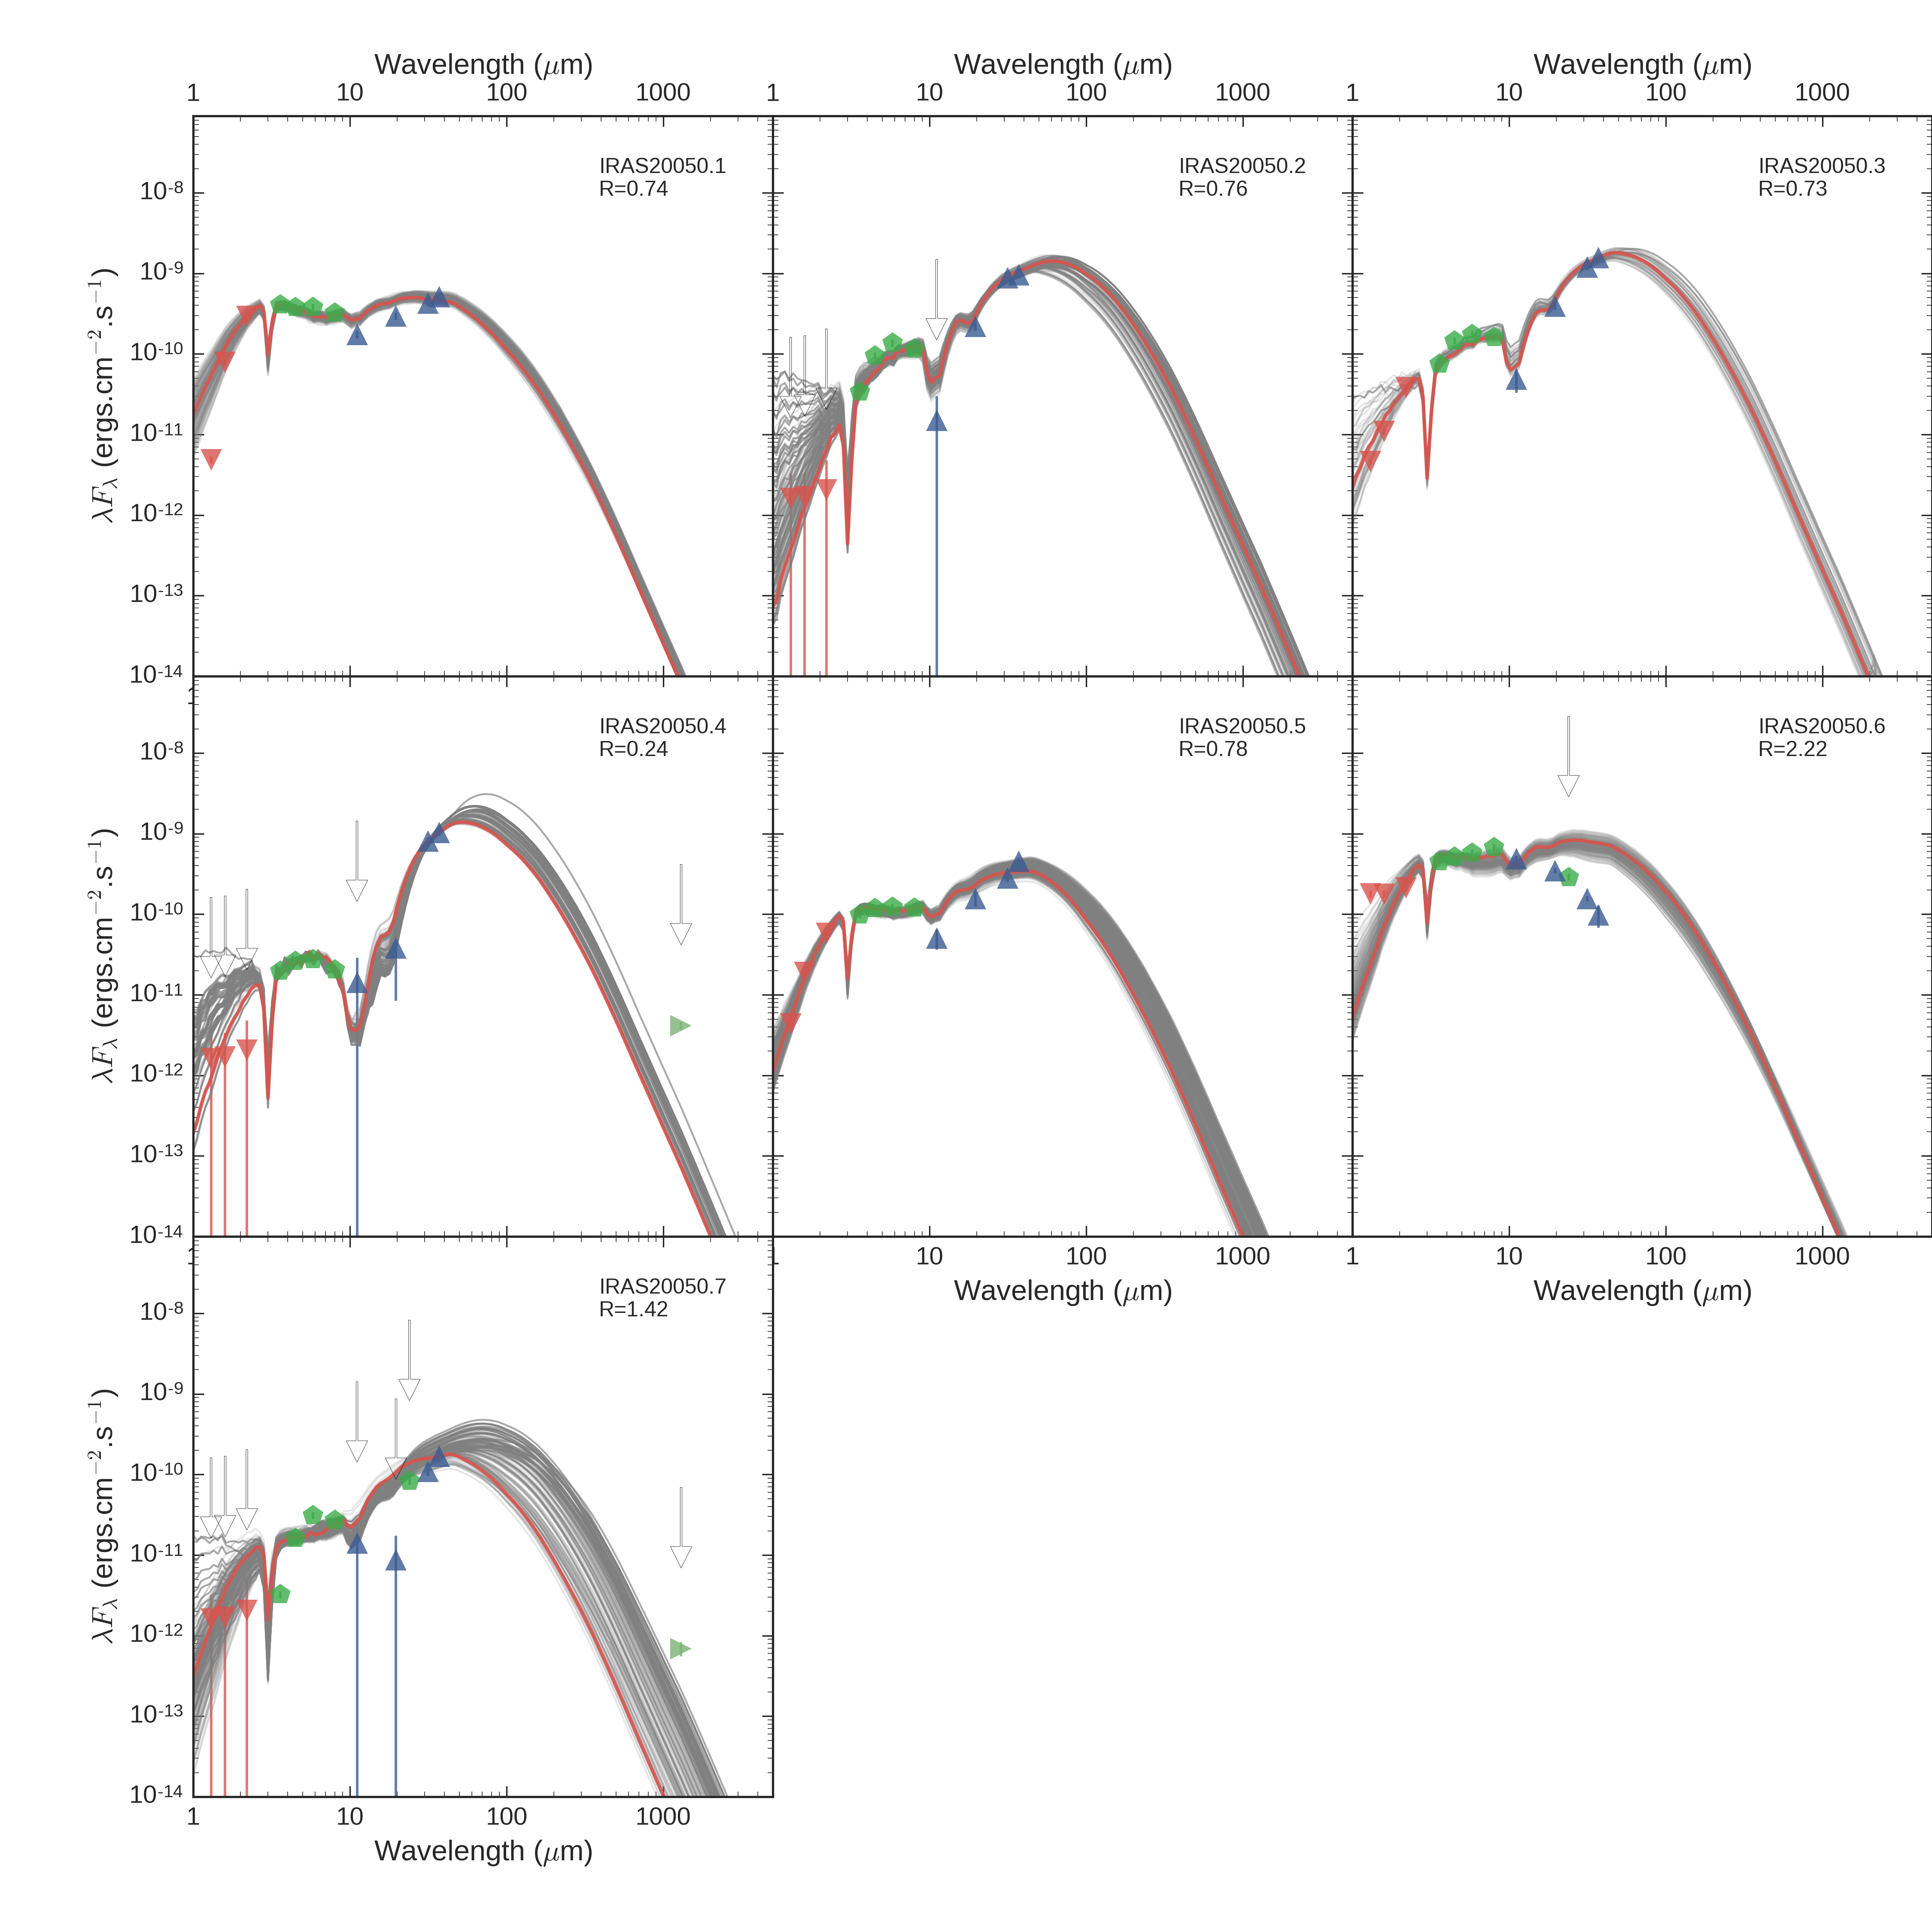 Wavelength (μm) Wavelength (μm) Wavelength (μm)
1 10 100 1000 1 10 100 1000 1 10 100 1000
IRAS20050.1
R=0.74
IRAS20050.2
R=0.76
IRAS20050.3
R=0.73
λF_λ (ergs.cm⁻².s⁻¹)
10⁻⁸
10⁻⁹
10⁻¹⁰
10⁻¹¹
10⁻¹²
10⁻¹³
10⁻¹⁴
IRAS20050.4
R=0.24
IRAS20050.5
R=0.78
IRAS20050.6
R=2.22
λF_λ (ergs.cm⁻².s⁻¹)
10⁻⁸
10⁻⁹
10⁻¹⁰
10⁻¹¹
10⁻¹²
10⁻¹³
10⁻¹⁴
10 100 1000 1 10 100 1000
Wavelength (μm) Wavelength (μm)
IRAS20050.7
R=1.42
λF_λ (ergs.cm⁻².s⁻¹)
10⁻⁸
10⁻⁹
10⁻¹⁰
10⁻¹¹
10⁻¹²
10⁻¹³
10⁻¹⁴
1 10 100 1000
Wavelength (μm)